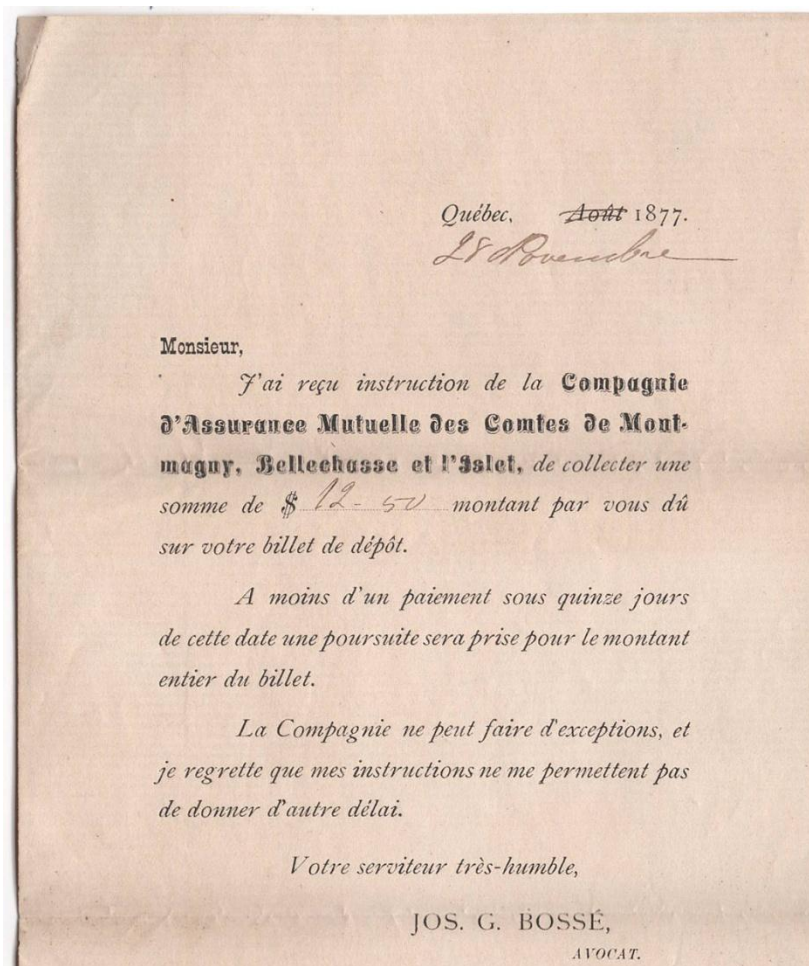 Québec, Août 1877.
28 Novembre
Monsieur,
J'ai reçu instruction de la Compagnie
d'Assurance Mutuelle des Comtes de Mont-
magny, Bellechasse et l'Islet, de collecter une
somme de $ 12-50 montant par vous dû
sur votre billet de dépôt.
A moins d'un paiement sous quinze jours
de cette date une poursuite sera prise pour le montant
entier du billet.
La Compagnie ne peut faire d'exceptions, et
je regrette que mes instructions ne me permettent pas
de donner d'autre délai.
Votre serviteur très-humble,
JOS. G. BOSSÉ,
AVOCAT.